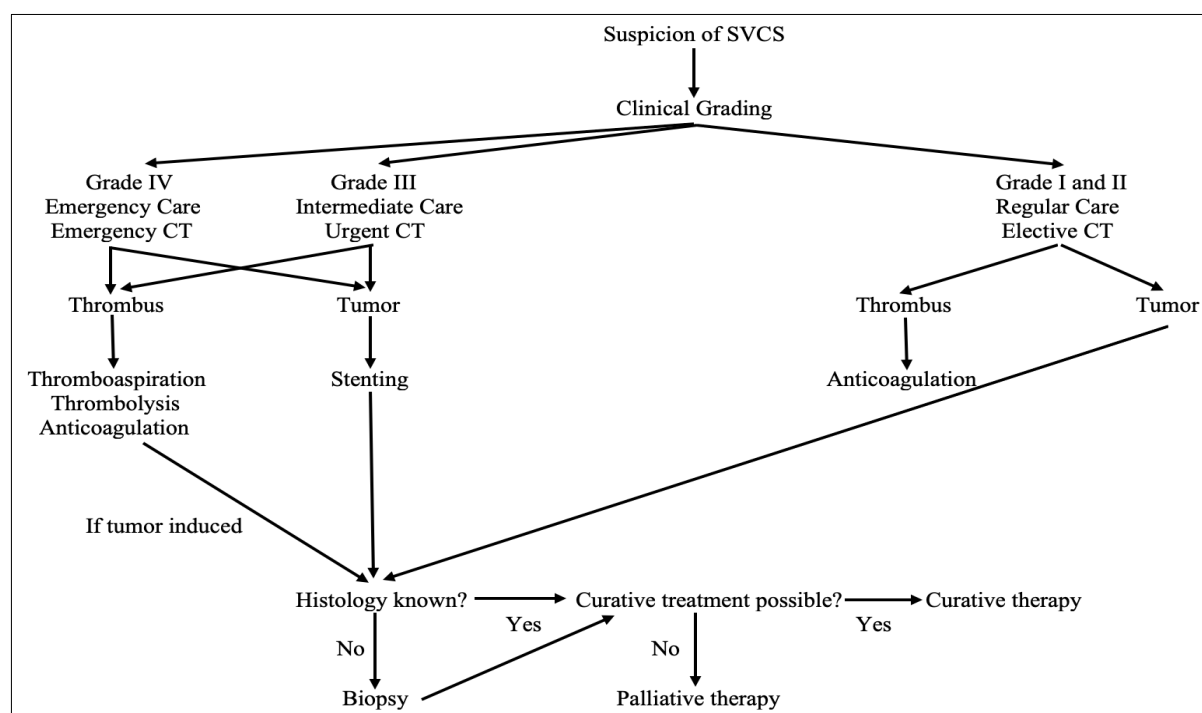 Suspicion of SVCS
Clinical Grading
Grade IV
Emergency Care
Emergency CT
Grade III
Intermediate Care
Urgent CT
Grade I and II
Regular Care
Elective CT
Thrombus
Tumor
Thrombus
Tumor
Thromboaspiration
Thrombolysis
Anticoagulation
Stenting
Anticoagulation
If tumor induced
Histology known?
Yes
Curative treatment possible?
Yes
Curative therapy
No
No
Biopsy
Palliative therapy